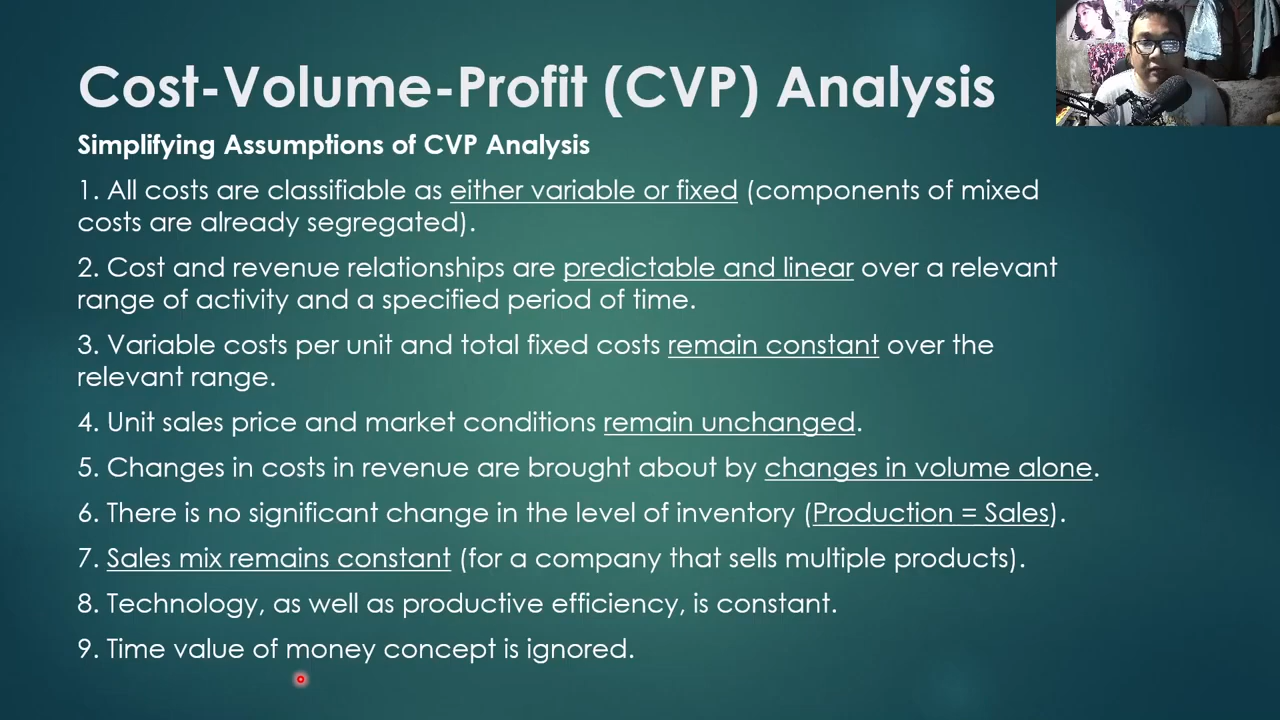 Cost-Volume-Profit (CVP) Analysis
Simplifying Assumptions of CVP Analysis
1. All costs are classifiable as either variable or fixed (components of mixed
costs are already segregated).
2. Cost and revenue relationships are predictable and linear over a relevant
range of activity and a specified period of time.
3. Variable costs per unit and total fixed costs remain constant over the
relevant range.
4. Unit sales price and market conditions remain unchanged.
5. Changes in costs in revenue are brought about by changes in volume alone.
6. There is no significant change in the level of inventory (Production = Sales).
7. Sales mix remains constant (for a company that sells multiple products).
8. Technology, as well as productive efficiency, is constant.
9. Time value of money concept is ignored.